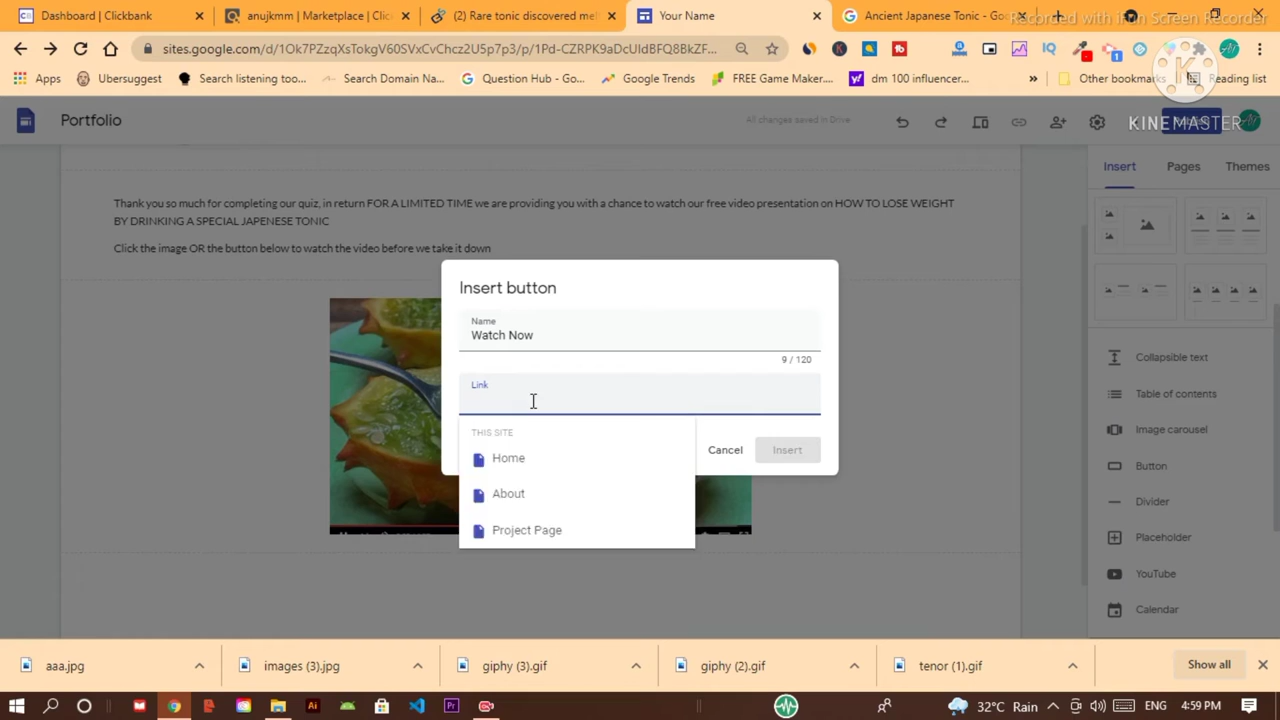 Dashboard | Clickbank
anujkmm | Marketplace | Clic
(2) Rare tonic discovered mel
Your Name
Ancient Japanese Tonic - Goo
Recorded with iFun Screen Recorder
sites.google.com/d/1Ok7PZzqXsTokgV60SVxCvChcz2U5p7p3/p/1Pd-CZRPK9aDcUIdBFQ8BkZF...
Apps
Ubersuggest
Search listening too...
Search Domain Na...
Question Hub - Go...
Google Trends
FREE Game Maker....
dm 100 influencer...
»
Other bookmarks
Reading list
K
KINEMASTER
Portfolio
All changes saved in Drive
Insert
Pages
Themes
Thank you so much for completing our quiz, in return FOR A LIMITED TIME we are providing you with a chance to watch our free video presentation on HOW TO LOSE WEIGHT
BY DRINKING A SPECIAL JAPENESE TONIC
Click the image OR the button below to watch the video before we take it down
Insert button
Name
Watch Now
9 / 120
Link
THIS SITE
Home
About
Project Page
Cancel
Insert
Collapsible text
Table of contents
Image carousel
Button
Divider
Placeholder
YouTube
Calendar
aaa.jpg
images (3).jpg
giphy (3).gif
giphy (2).gif
tenor (1).gif
Show all
32°C Rain
ENG
4:59 PM